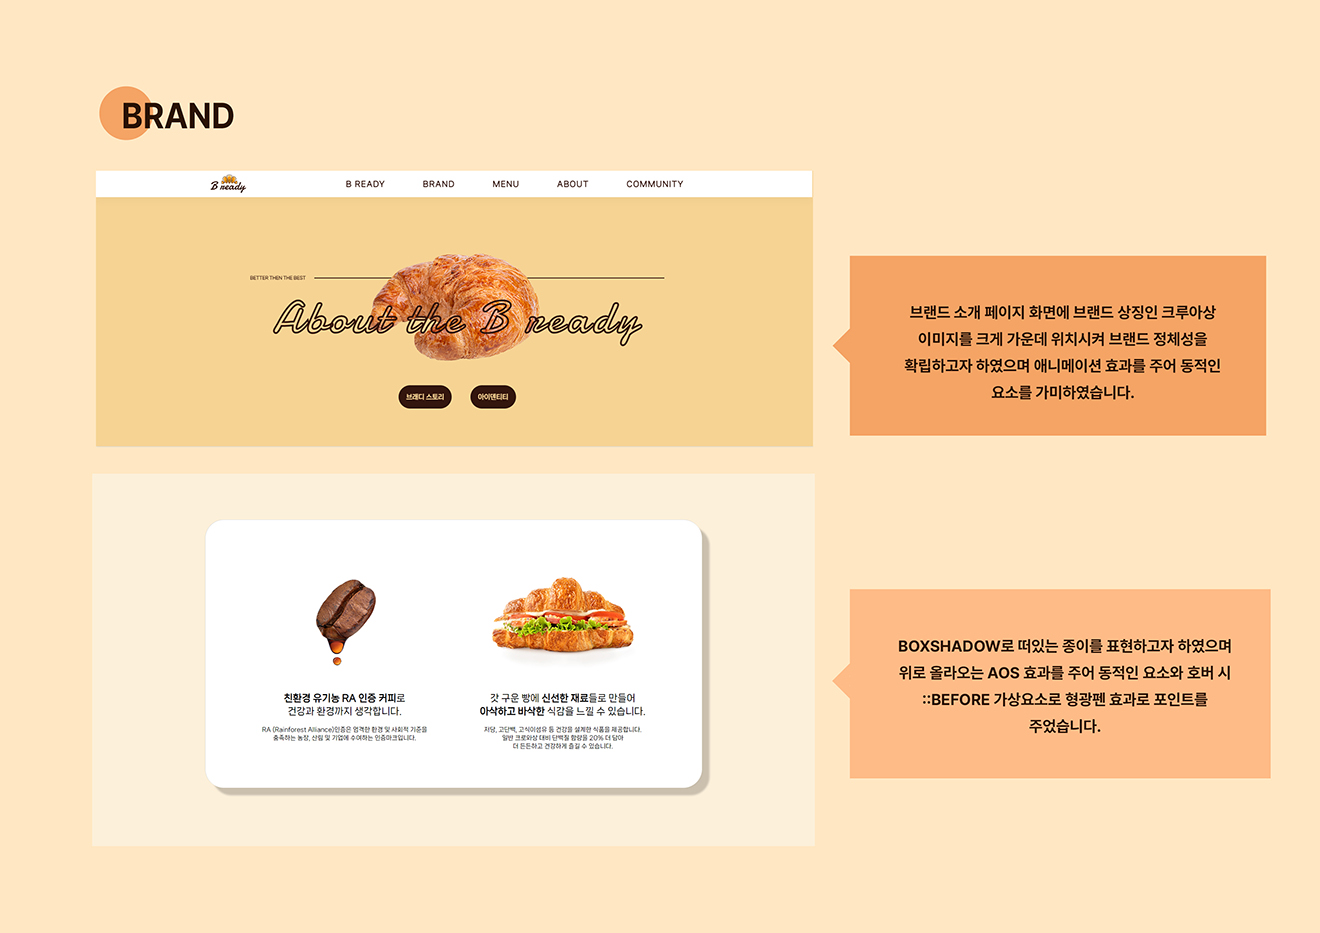 BRAND
B ready
B READY
BRAND
MENU
ABOUT
COMMUNITY
BETTER THEN THE BEST
About the B ready
브래디 스토리
아이덴티티
브랜드 소개 페이지 화면에 브랜드 상징인 크루아상
이미지를 크게 가운데 위치시켜 브랜드 정체성을
확립하고자 하였으며 애니메이션 효과를 주어 동적인
요소를 가미하였습니다.
친환경 유기농 RA 인증 커피로
건강과 환경까지 생각합니다.
RA (Rainforest Alliance)인증은 엄격한 환경 및 사회적 기준을
충족하는 농장, 산림 및 기업에 수여하는 인증마크입니다.
갓 구운 빵에 신선한 재료들로 만들어
아삭하고 바삭한 식감을 느낄 수 있습니다.
저당, 고단백, 고식이섬유 등 건강을 설계한 식품을 제공합니다.
일반 크로와상 대비 단백질 함량을 20% 더 담아
더 든든하고 건강하게 즐길 수 있습니다.
BOXSHADOW로 떠있는 종이를 표현하고자 하였으며
위로 올라오는 AOS 효과를 주어 동적인 요소와 호버 시
::BEFORE 가상요소로 형광펜 효과로 포인트를
주었습니다.